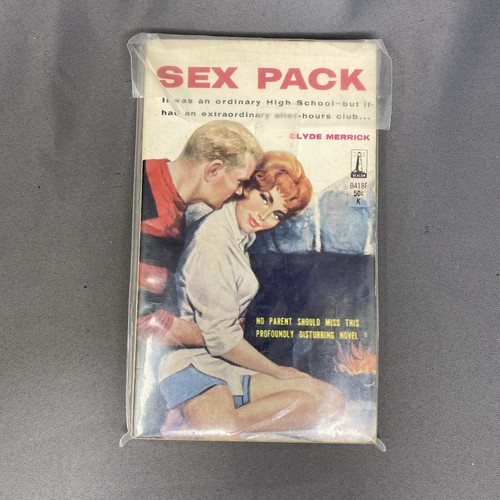 SEX PACK
It was an ordinary High School—but it
had an extraordinary after-hours club...
CLYDE MERRICK
BEACON
B418F
50¢
K
NO PARENT SHOULD MISS THIS
PROFOUNDLY DISTURBING NOVEL